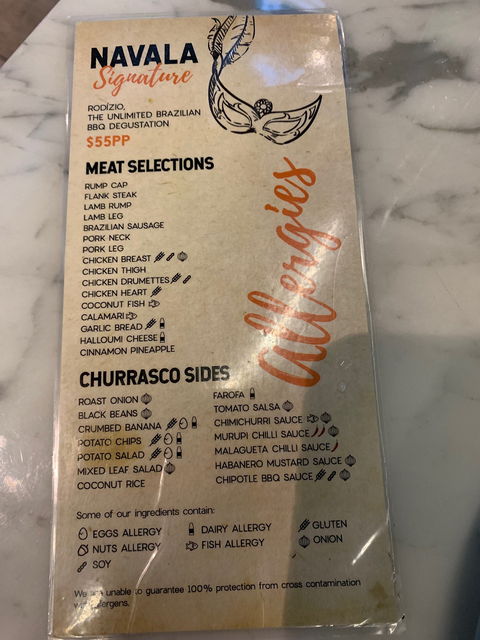 NAVALA
Signature
RODÍZIO,
THE UNLIMITED BRAZILIAN
BBQ DEGUSTATION
$55PP
MEAT SELECTIONS
RUMP CAP
FLANK STEAK
LAMB RUMP
LAMB LEG
BRAZILIAN SAUSAGE
PORK NECK
PORK LEG
CHICKEN BREAST
CHICKEN THIGH
CHICKEN DRUMETTES
CHICKEN HEART
COCONUT FISH
CALAMARI
GARLIC BREAD
HALLOUMI CHEESE
CINNAMON PINEAPPLE
Allergies
CHURRASCO SIDES
ROAST ONION
BLACK BEANS
CRUMBED BANANA
POTATO CHIPS
POTATO SALAD
MIXED LEAF SALAD
COCONUT RICE
FAROFA
TOMATO SALSA
CHIMICHURRI SAUCE
MURUPI CHILLI SAUCE
MALAGUETA CHILLI SAUCE
HABANERO MUSTARD SAUCE
CHIPOTLE BBQ SAUCE
Some of our ingredients contain:
EGGS ALLERGY
NUTS ALLERGY
SOY
DAIRY ALLERGY
FISH ALLERGY
GLUTEN
ONION
We are unable to guarantee 100% protection from cross contamination
with allergens.